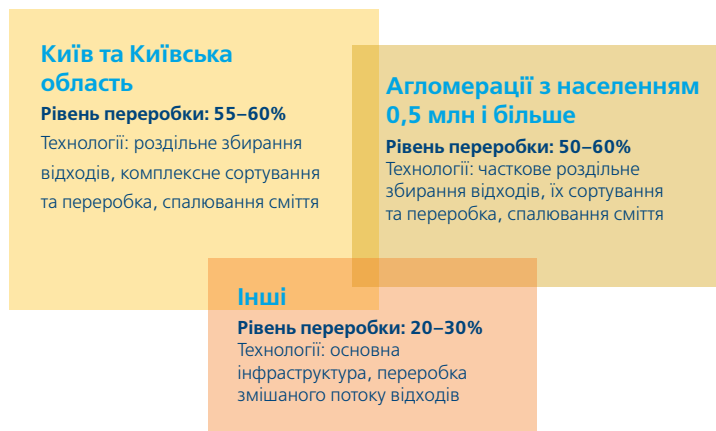 Київ та Київська
область
Рівень переробки: 55–60%
Технології: роздільне збирання
відходів, комплексне сортування
та переробка, спалювання сміття
Агломерації з населенням
0,5 млн і більше
Рівень переробки: 50–60%
Технології: часткове роздільне
збирання відходів, їх сортування
та переробка, спалювання сміття
Інші
Рівень переробки: 20–30%
Технології: основна
інфраструктура, переробка
змішаного потоку відходів